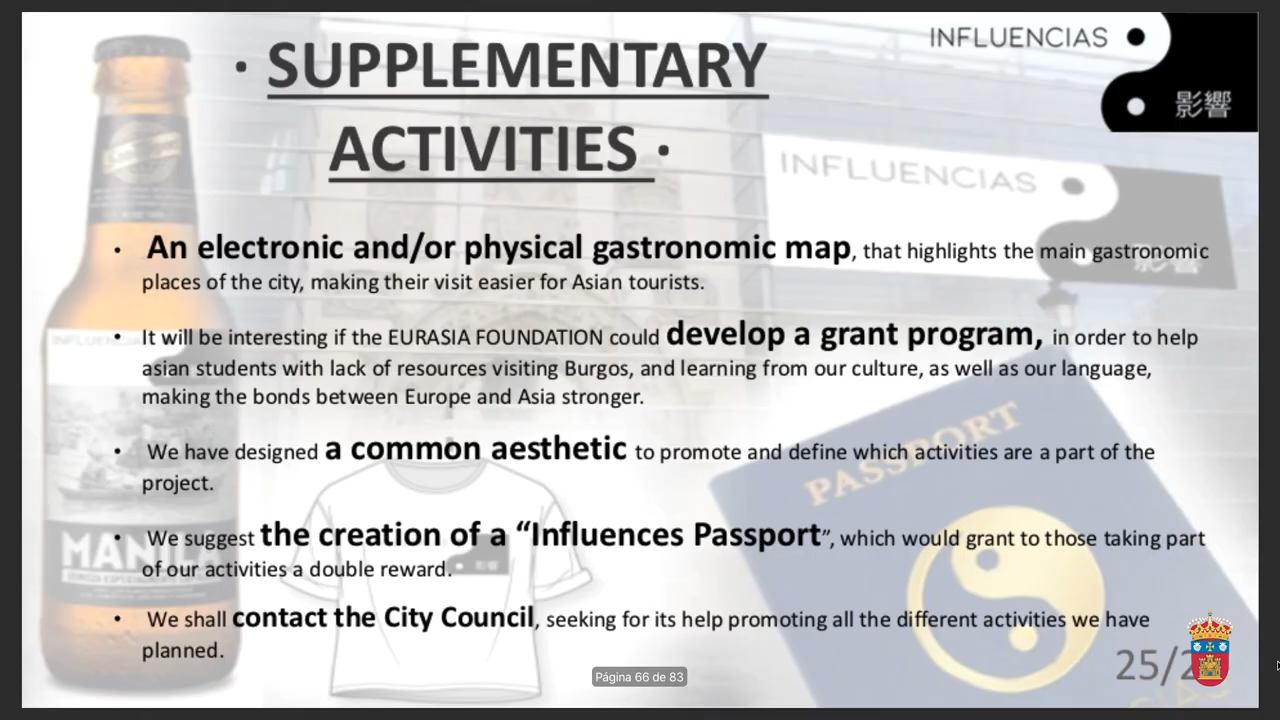 · SUPPLEMENTARY
ACTIVITIES ·
INFLUENCIAS
影響
INFLUENCIAS
• An electronic and/or physical gastronomic map, that highlights the main gastronomic
places of the city, making their visit easier for Asian tourists.
• It will be interesting if the EURASIA FOUNDATION could develop a grant program, in order to help
asian students with lack of resources visiting Burgos, and learning from our culture, as well as our language,
making the bonds between Europe and Asia stronger.
• We have designed a common aesthetic to promote and define which activities are a part of the
project.
• We suggest the creation of a “Influences Passport”, which would grant to those taking part
of our activities a double reward.
• We shall contact the City Council, seeking for its help promoting all the different activities we have
planned.
PASSPORT
Página 66 de 83
25/2